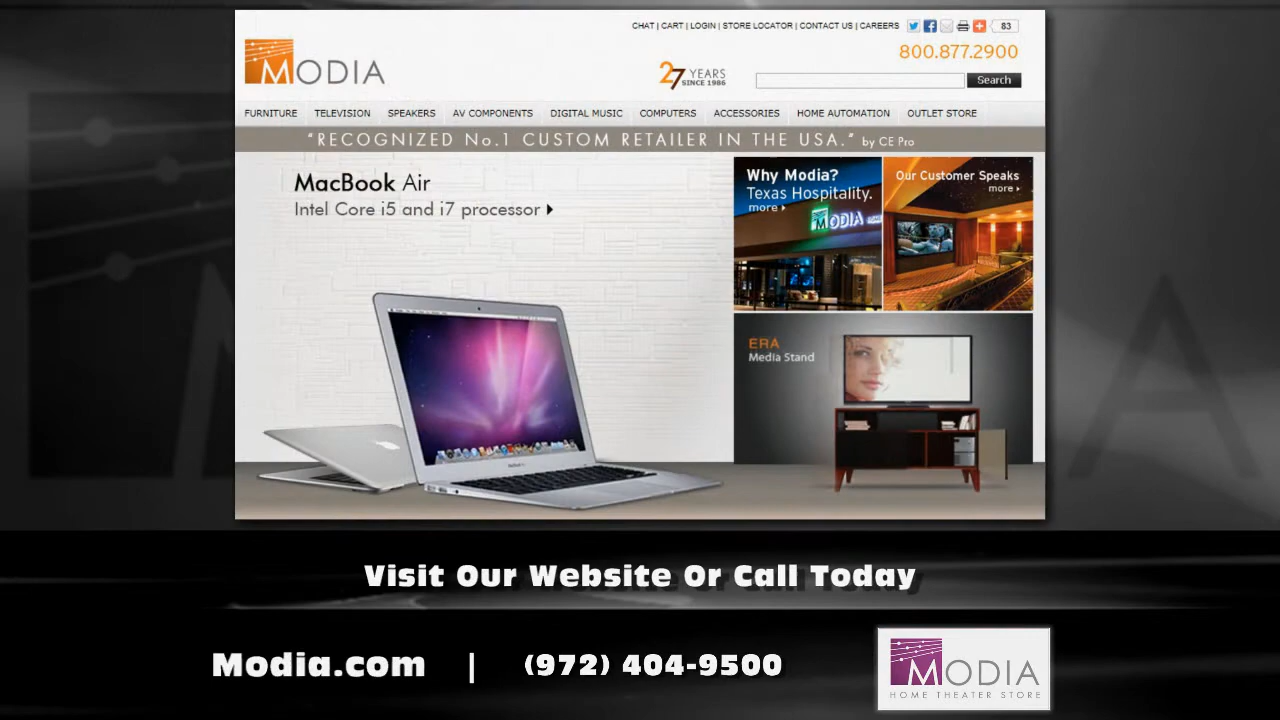 CHAT | CART | LOGIN | STORE LOCATOR | CONTACT US | CAREERS
83
MODIA
800.877.2900
27 YEARS
SINCE 1986
Search
FURNITURE TELEVISION SPEAKERS AV COMPONENTS DIGITAL MUSIC COMPUTERS ACCESSORIES HOME AUTOMATION OUTLET STORE
"RECOGNIZED No.1 CUSTOM RETAILER IN THE USA." by CE Pro
MacBook Air
Intel Core i5 and i7 processor
Why Modia?
Texas Hospitality.
more
MODIA
Our Customer Speaks
more
ERA
Media Stand
Visit Our Website Or Call Today
Modia.com | (972) 404-9500
MODIA
HOME THEATER STORE